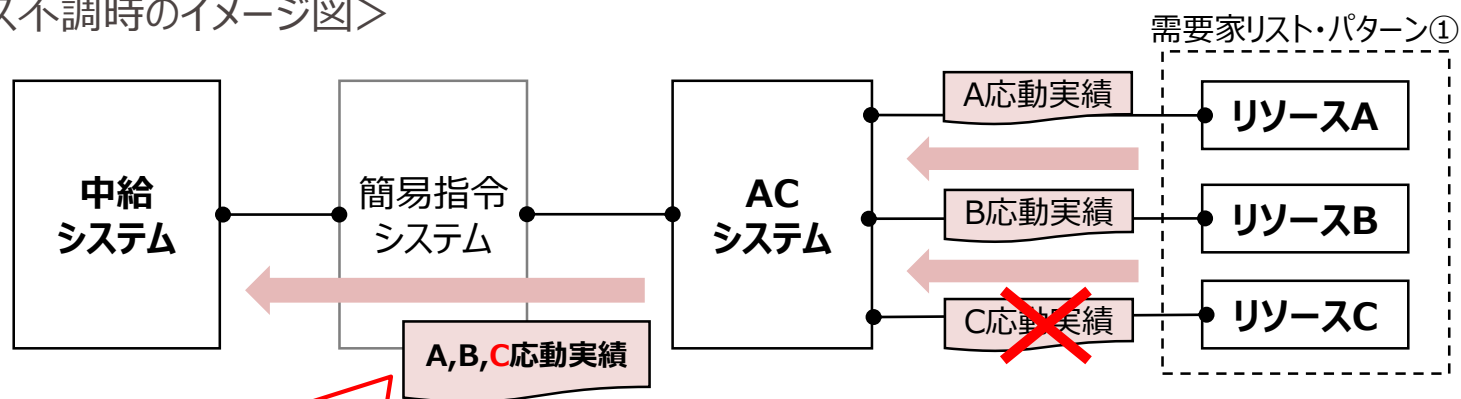 ス不調時のイメージ図＞
需要家リスト・パターン①
A応動実績
リソースA
中給
システム
簡易指令
システム
AC
システム
B応動実績
リソースB
C応動実績
リソースC
A,B,C応動実績